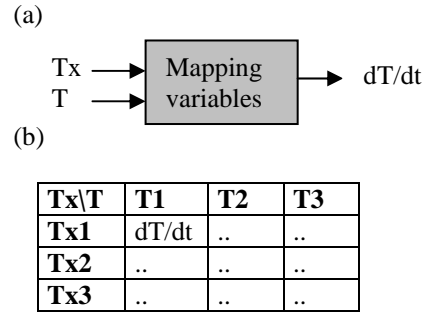 (a)
Tx
T
Mapping
variables
dT/dt
(b)
Tx\T T1 T2 T3
Tx1 dT/dt .. ..
Tx2 .. .. ..
Tx3 .. .. ..